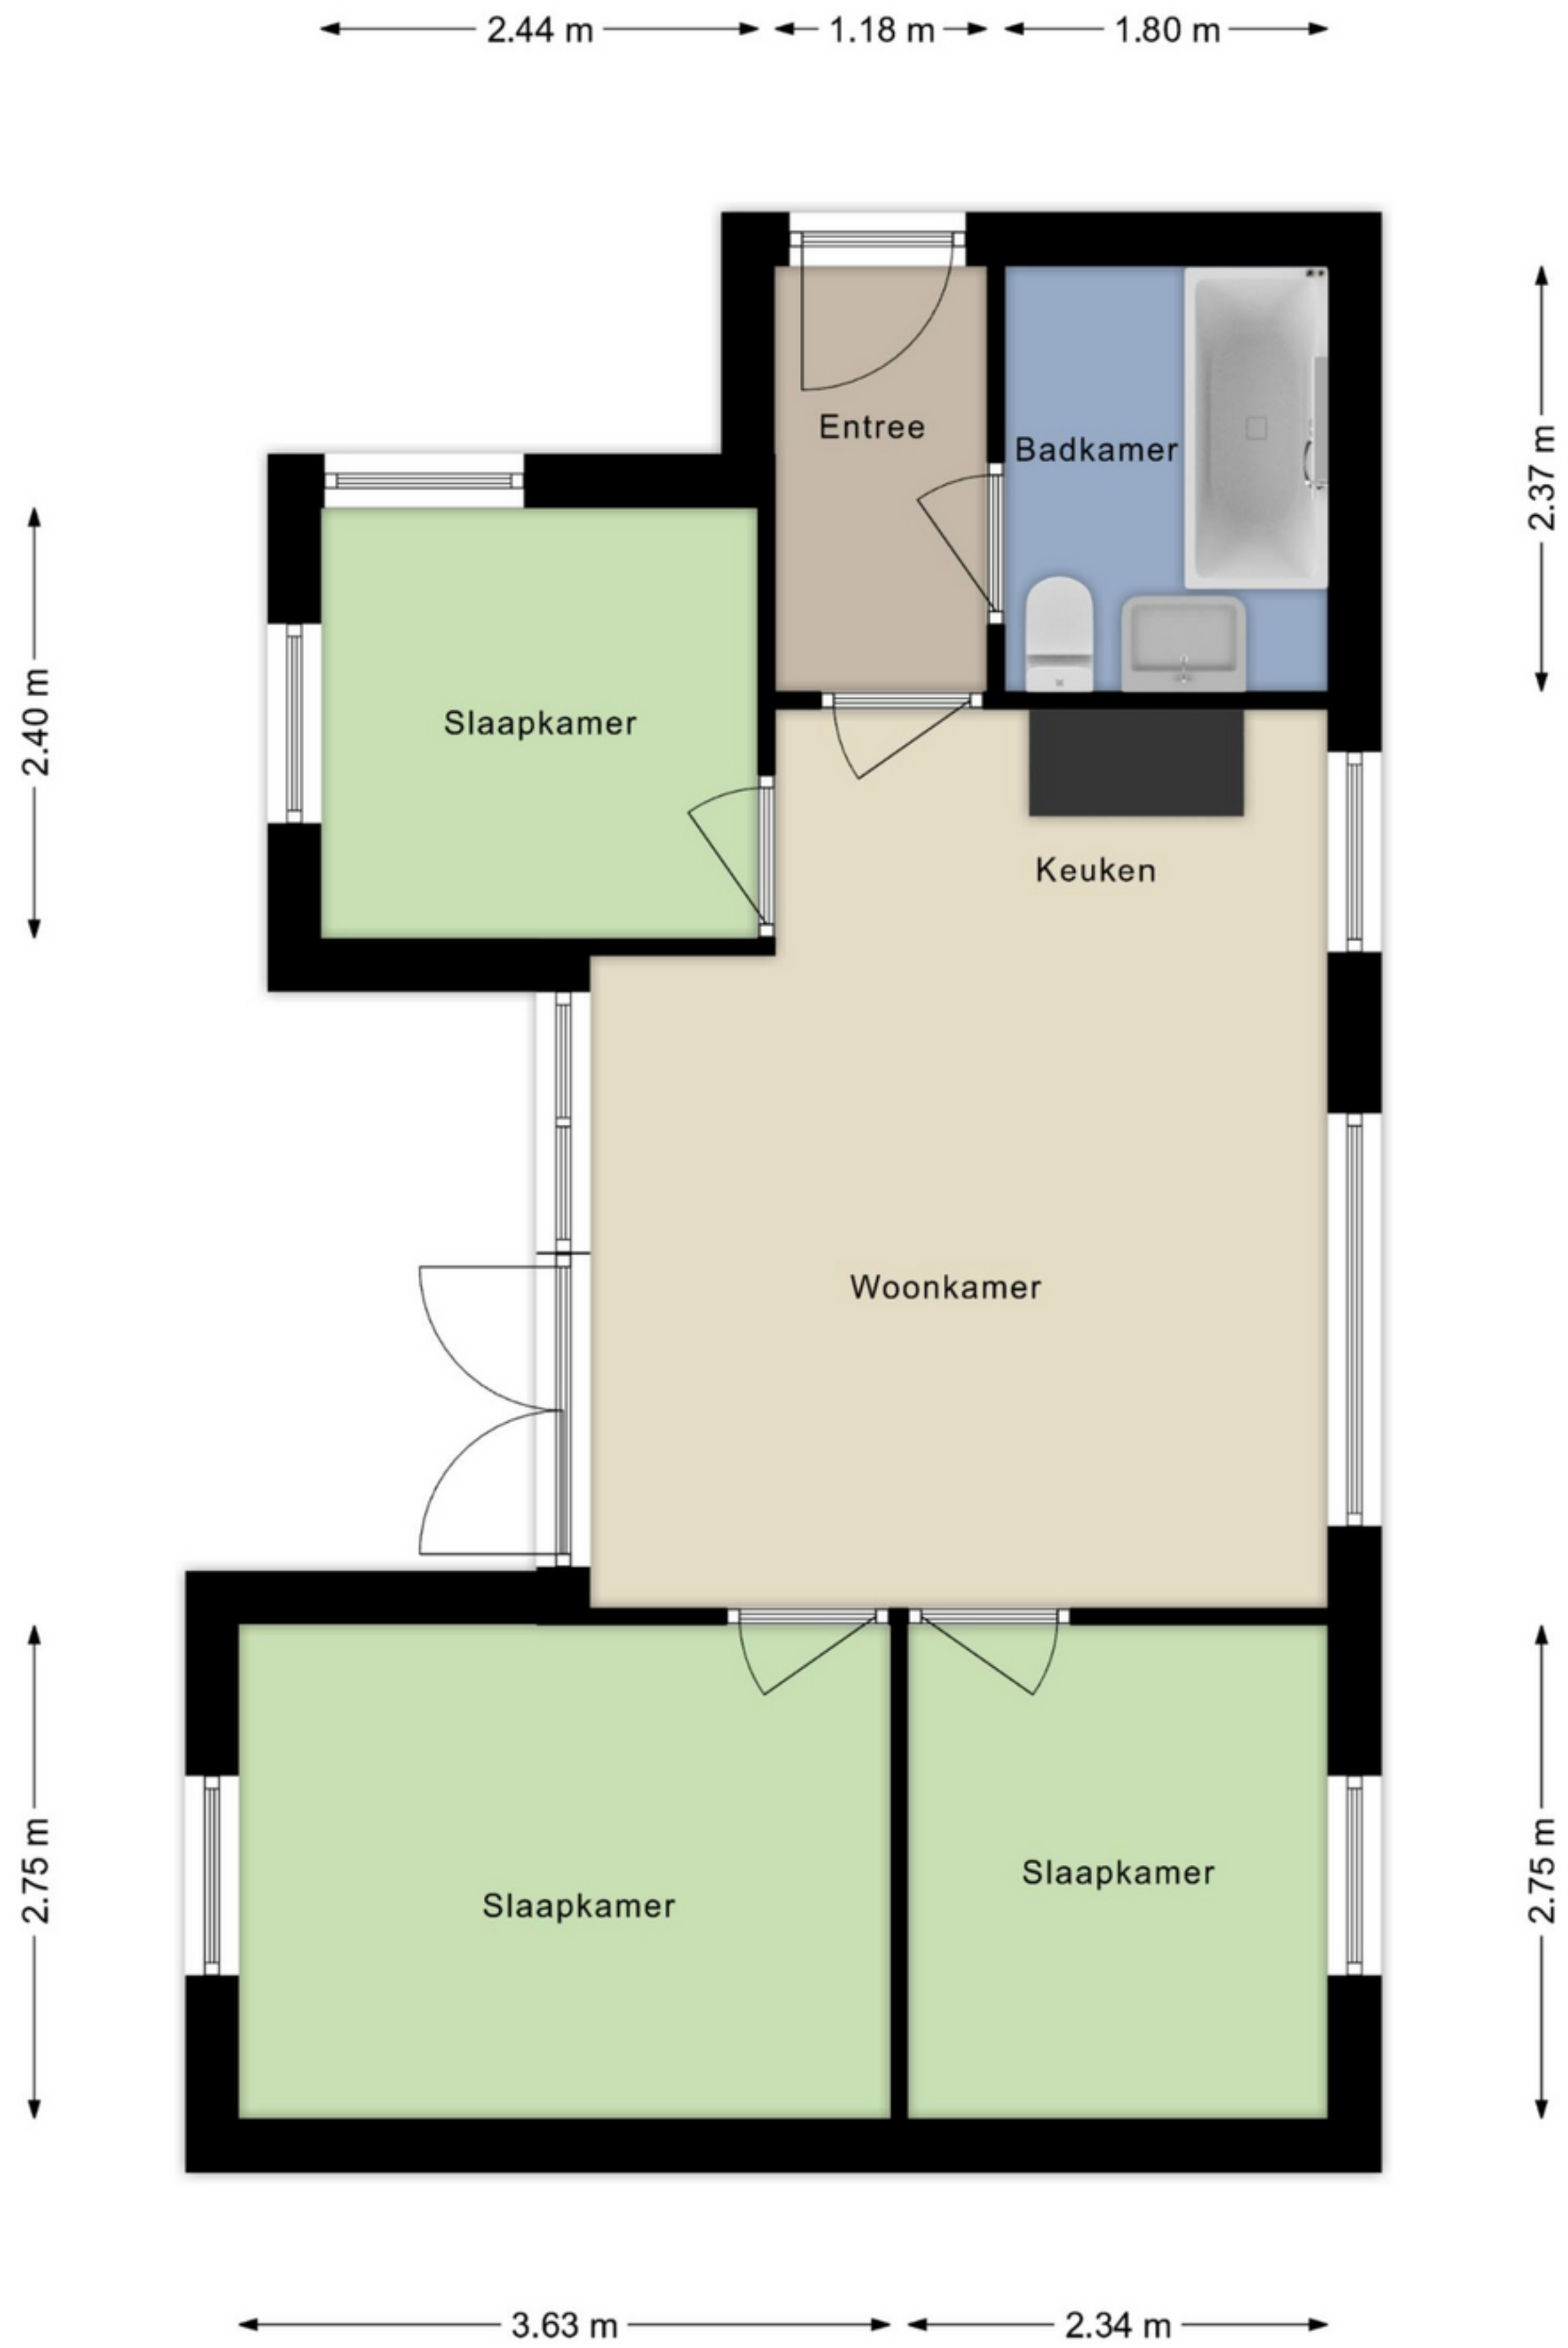 2.44 m
1.18 m
1.80 m
Entree
Badkamer
2.37 m
2.40 m
Slaapkamer
Keuken
Woonkamer
2.75 m
Slaapkamer
Slaapkamer
2.75 m
3.63 m
2.34 m